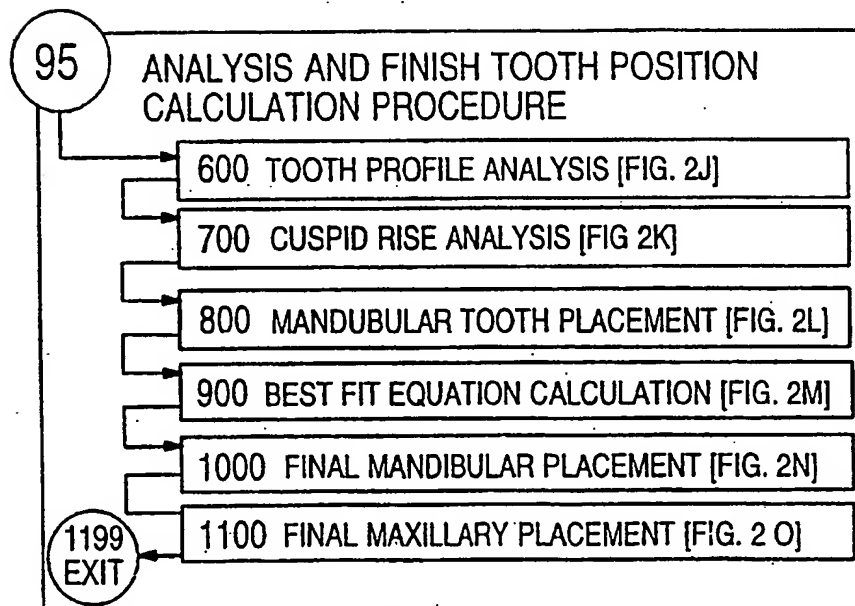 95
ANALYSIS AND FINISH TOOTH POSITION
CALCULATION PROCEDURE
600 TOOTH PROFILE ANALYSIS [FIG. 2J]
700 CUSPID RISE ANALYSIS [FIG 2K]
800 MANDUBULAR TOOTH PLACEMENT [FIG. 2L]
900 BEST FIT EQUATION CALCULATION [FIG. 2M]
1000 FINAL MANDIBULAR PLACEMENT [FIG. 2N]
1100 FINAL MAXILLARY PLACEMENT [FIG. 2 O]
1199
EXIT